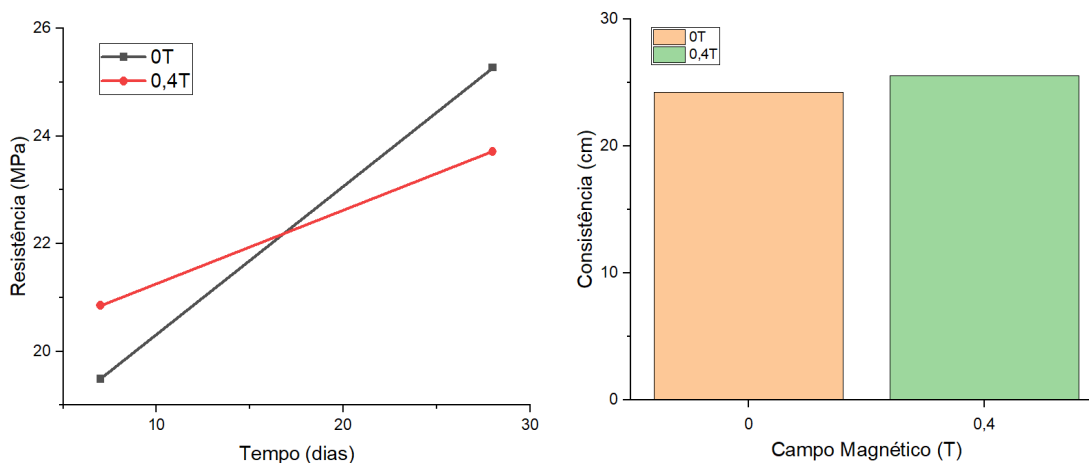 26
24
22
20
Resistência (MPa)
0T
0,4T
10
20
30
Tempo (dias)
30
20
10
0
Consistência (cm)
0T
0,4T
0
0,4
Campo Magnético (T)